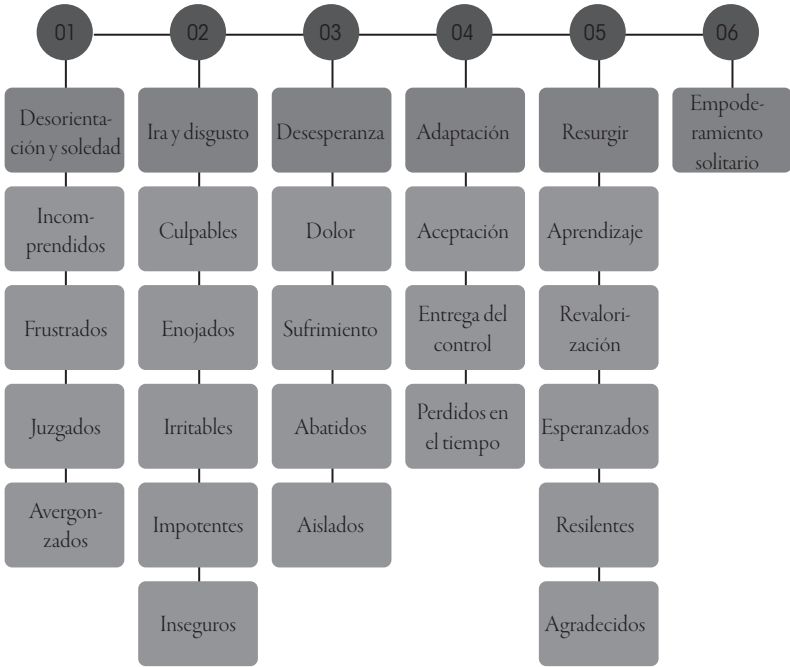 01
02
03
04
05
06
Desorienta-
ción y soledad
Incom-
prendidos
Frustrados
Juzgados
Avergon-
zados
Ira y disgusto
Culpables
Enojados
Irritables
Impotentes
Inseguros
Desesperanza
Dolor
Sufrimiento
Abatidos
Aislados
Adaptación
Aceptación
Entrega del
control
Perdidos en
el tiempo
Resurgir
Aprendizaje
Revalori-
zación
Esperanzados
Resilentes
Agradecidos
Empode-
ramiento
solitario